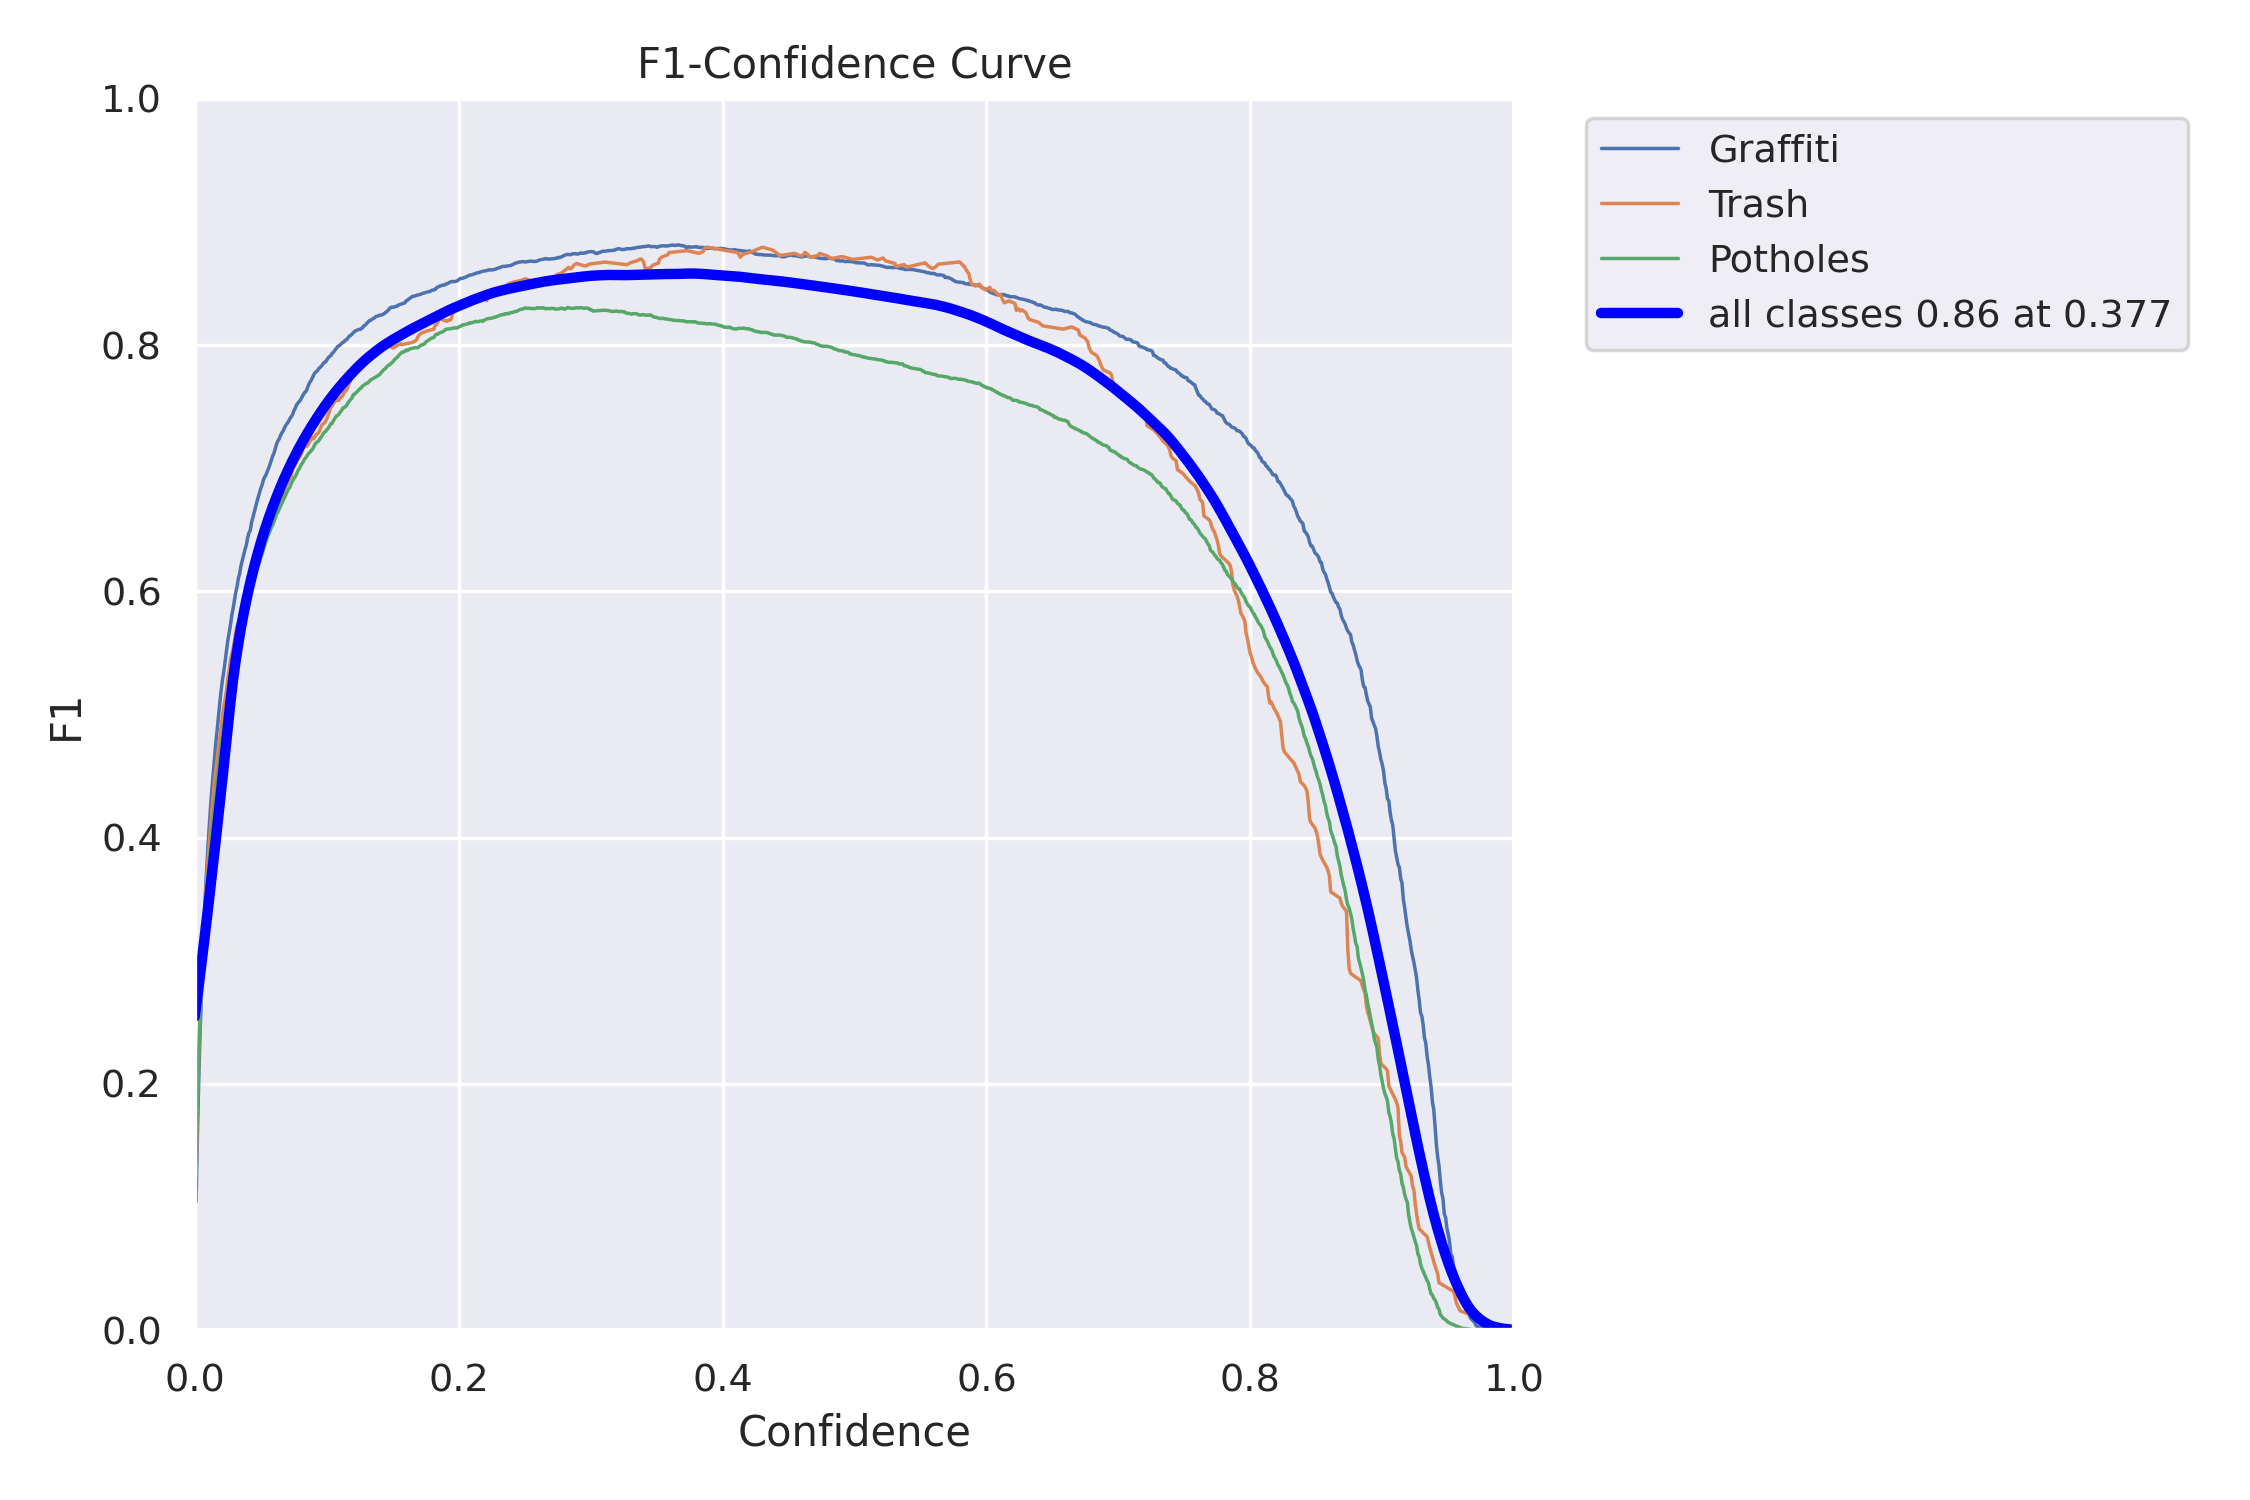 F1-Confidence Curve
1.0
0.8
0.6
0.4
0.2
0.0
F1
0.0 0.2 0.4 0.6 0.8 1.0
Confidence
Graffiti
Trash
Potholes
all classes 0.86 at 0.377